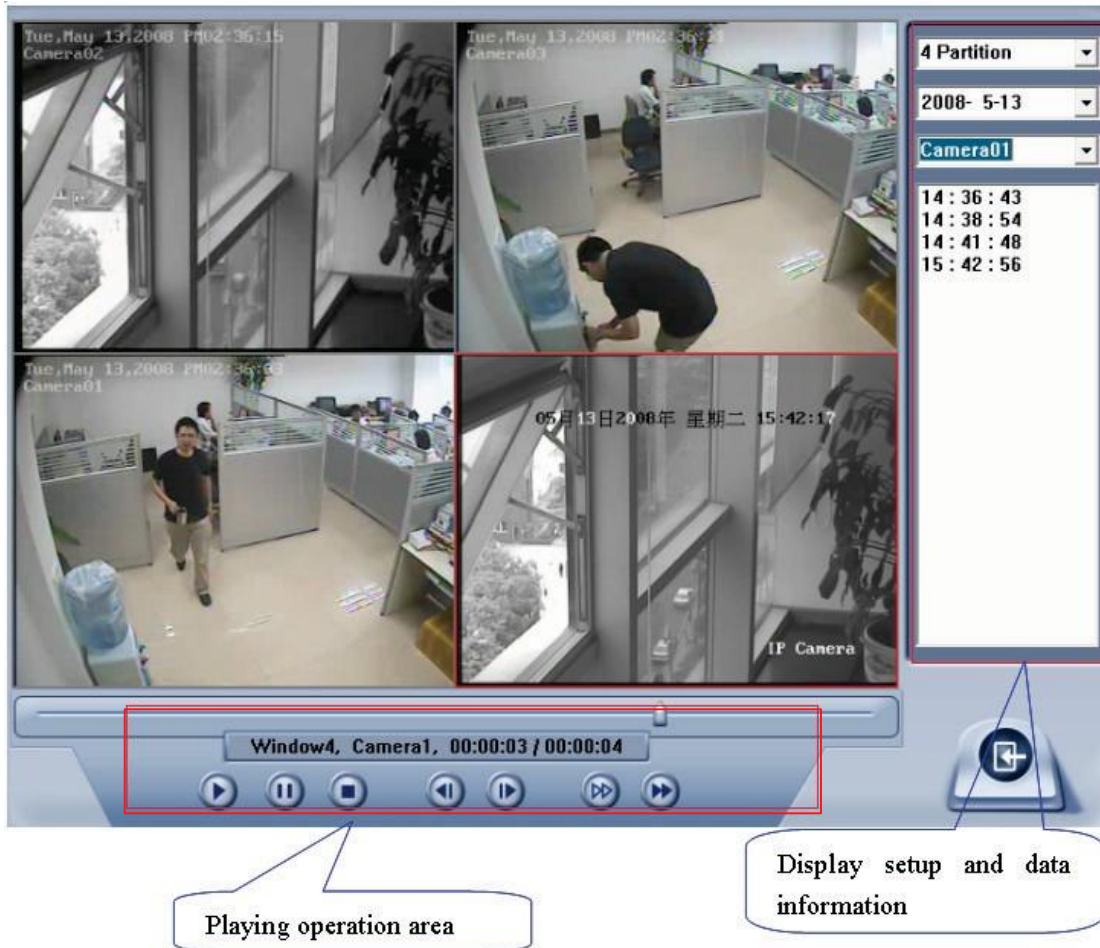 Tue,May 13,2008 PM02:36:15
Camera02
Tue,May 13,2008 PM02:36:
Camera03
Tue,May 13,2008 PM02:36:
Camera01
05月13日2008年 星期二 15:42:17
IP Camera
4 Partition
2008- 5-13
Camera01
14:36:43
14:38:54
14:41:48
15:42:56
Window4, Camera1, 00:00:03 / 00:00:04
Playing operation area
Display setup and data
information